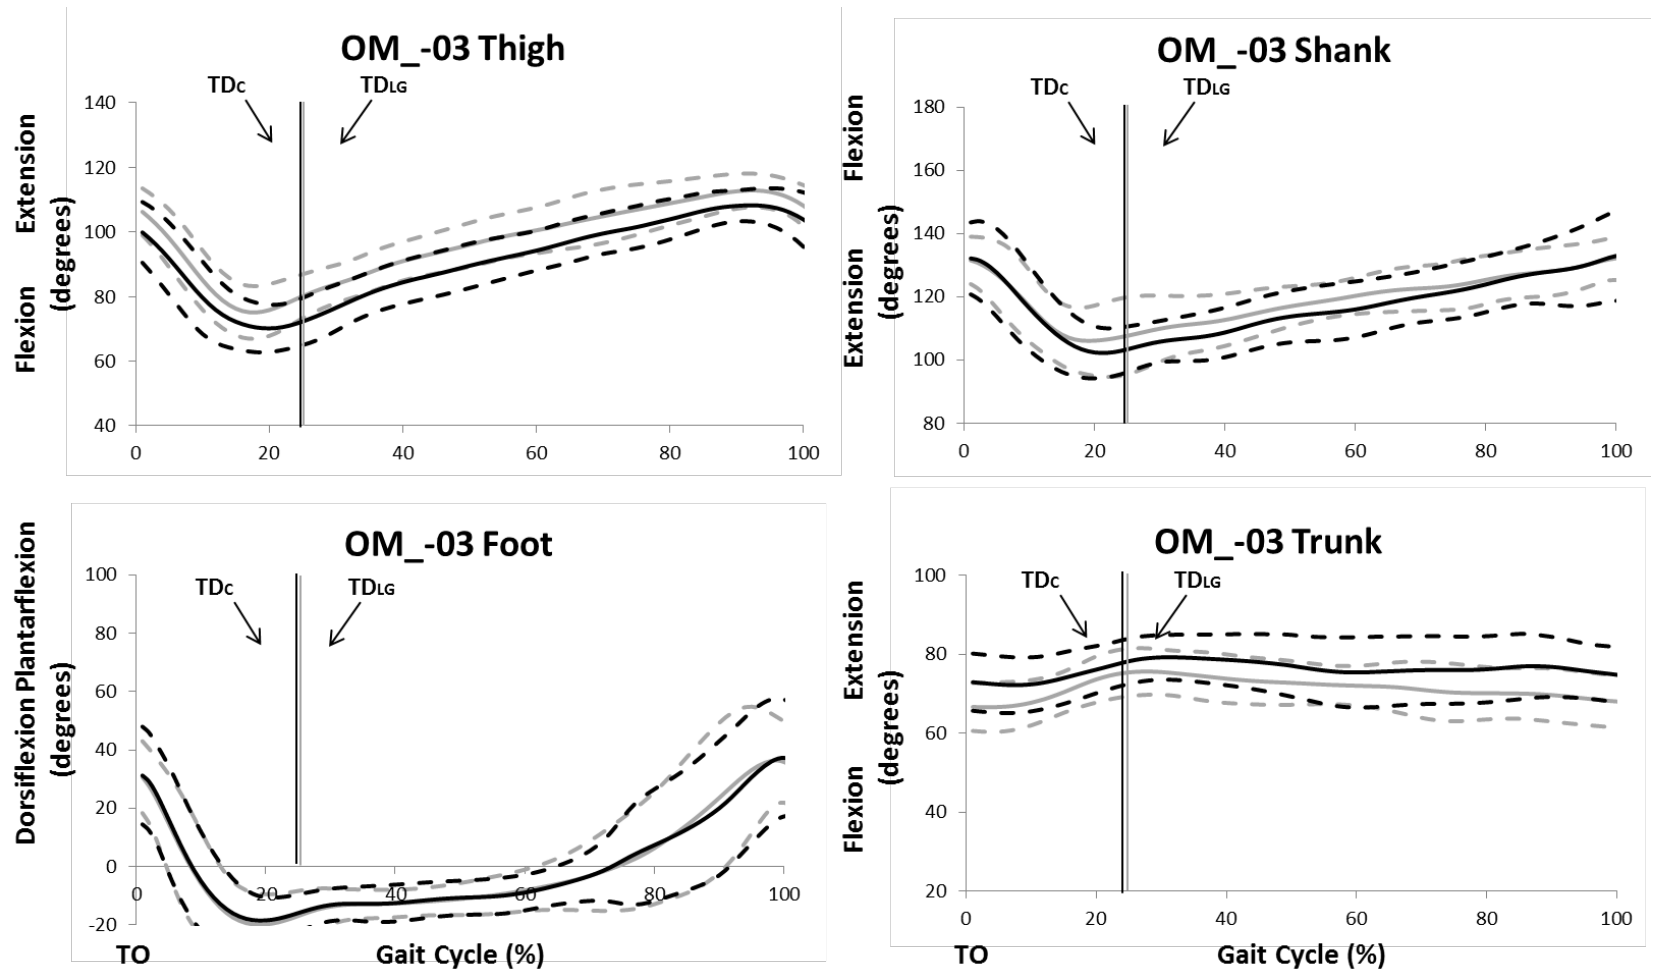 OM_-03 Thigh
TDC
TDLG
Extension
Flexion
(degrees)
140
120
100
80
60
40
0
20
40
60
80
100
OM_-03 Shank
TDC
TDLG
Flexion
Extension
(degrees)
180
160
140
120
100
80
0
20
40
60
80
100
OM_-03 Foot
TDC
TDLG
Dorsiflexion Plantarflexion
(degrees)
100
80
60
40
20
0
-20
0
20
40
60
80
100
TO
Gait Cycle (%)
OM_-03 Trunk
TDC
TDLG
Extension
Flexion
(degrees)
100
80
60
40
20
0
20
40
60
80
100
TO
Gait Cycle (%)